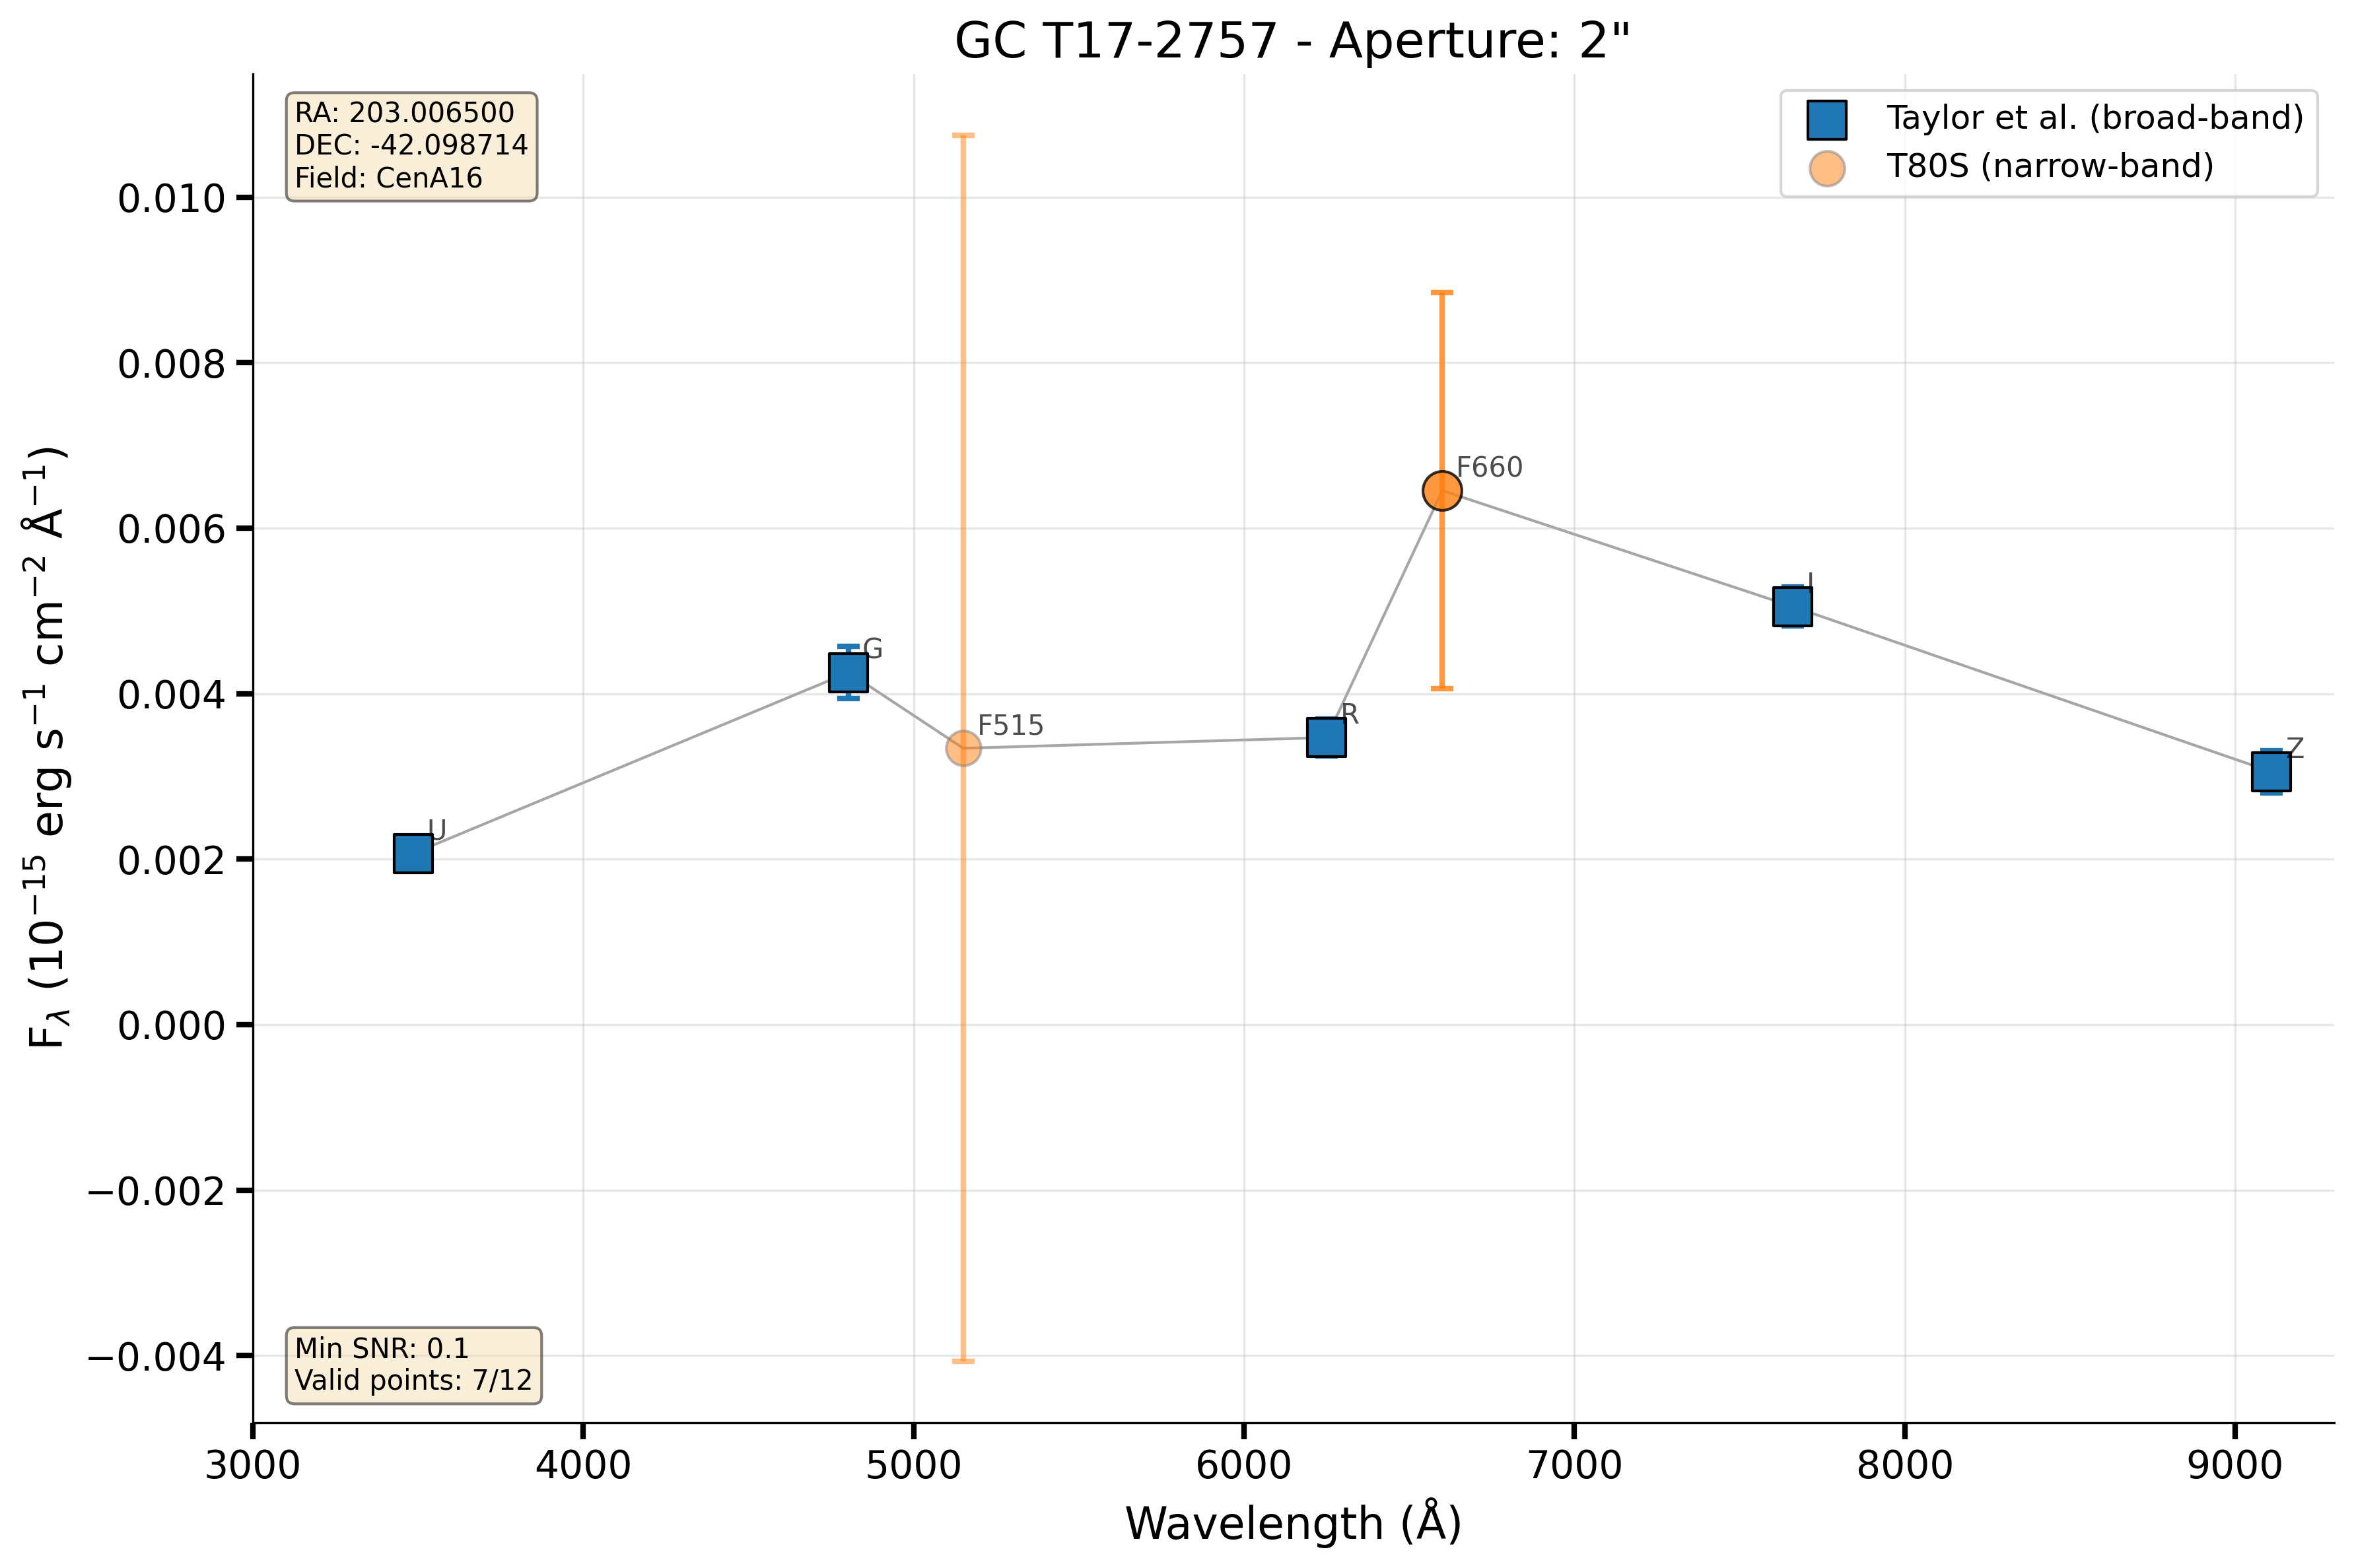 GC T17-2757 - Aperture: 2"
RA: 203.006500
DEC: -42.098714
Field: CenA16
Taylor et al. (broad-band)
T80S (narrow-band)
0.010
0.008
0.006
0.004
0.002
0.000
−0.002
−0.004
F_λ (10⁻¹⁵ erg s⁻¹ cm⁻² Å⁻¹)
U
G
F515
R
F660
I
Z
Min SNR: 0.1
Valid points: 7/12
3000 4000 5000 6000 7000 8000 9000
Wavelength (Å)